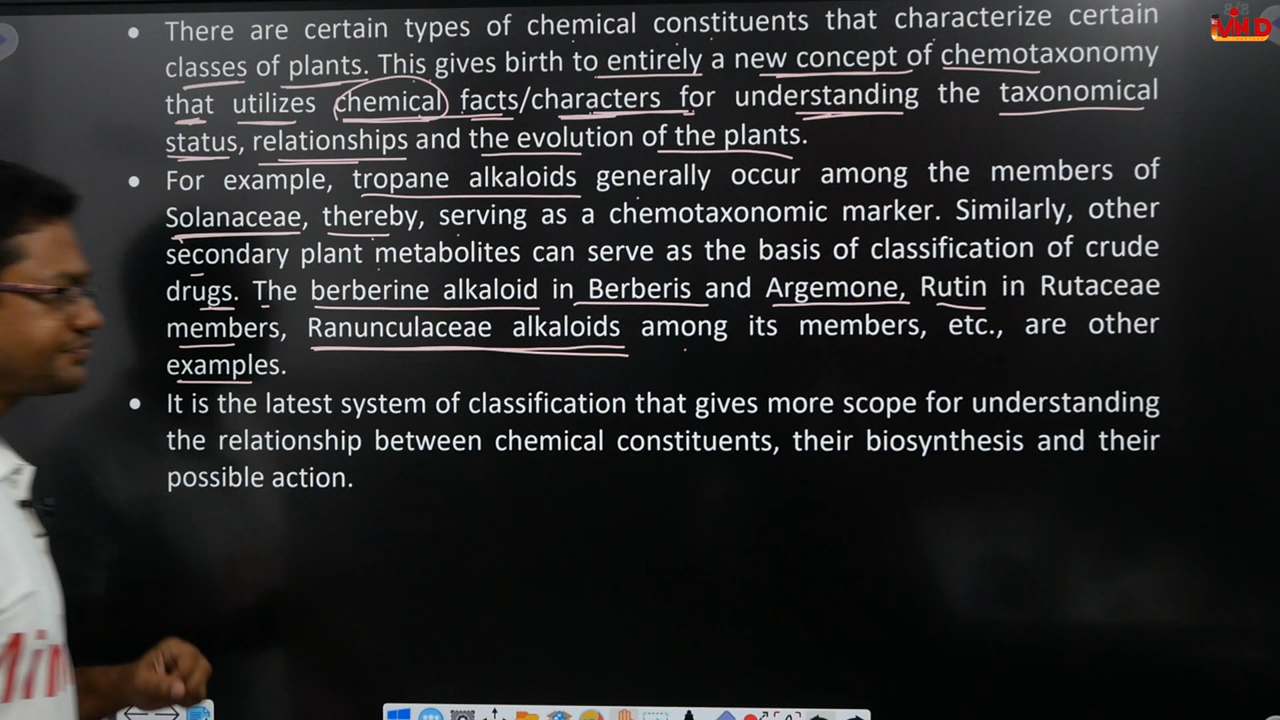 8/8
MND
• There are certain types of chemical constituents that characterize certain
classes of plants. This gives birth to entirely a new concept of chemotaxonomy
that utilizes chemical facts/characters for understanding the taxonomical
status, relationships and the evolution of the plants.
• For example, tropane alkaloids generally occur among the members of
Solanaceae, thereby, serving as a chemotaxonomic marker. Similarly, other
secondary plant metabolites can serve as the basis of classification of crude
drugs. The berberine alkaloid in Berberis and Argemone, Rutin in Rutaceae
members, Ranunculaceae alkaloids among its members, etc., are other
examples.
• It is the latest system of classification that gives more scope for understanding
the relationship between chemical constituents, their biosynthesis and their
possible action.